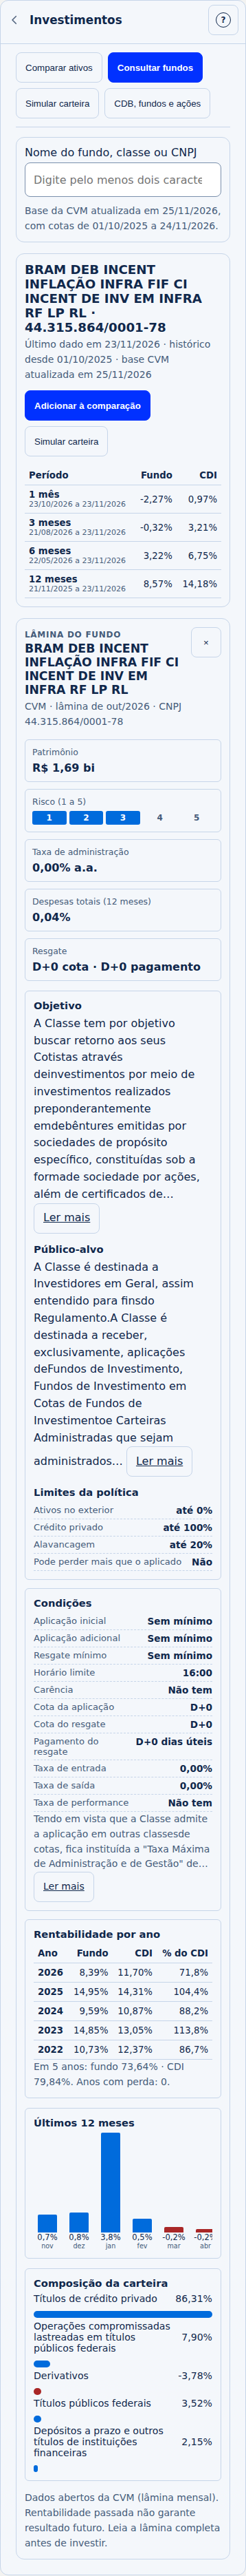 Investimentos
?
Comparar ativos
Consultar fundos
Simular carteira
CDB, fundos e ações
Nome do fundo, classe ou CNPJ
Digite pelo menos dois caracte
Base da CVM atualizada em 25/11/2026,
com cotas de 01/10/2025 a 24/11/2026.
BRAM DEB INCENT
INFLAÇÃO INFRA FIF CI
INCENT DE INV EM INFRA
RF LP RL ·
44.315.864/0001-78
Último dado em 23/11/2026 · histórico
desde 01/10/2025 · base CVM
atualizada em 25/11/2026
Adicionar à comparação
Simular carteira
Período Fundo CDI
1 mês
23/10/2026 a 23/11/2026 -2,27% 0,97%
3 meses
21/08/2026 a 23/11/2026 -0,32% 3,21%
6 meses
22/05/2026 a 23/11/2026 3,22% 6,75%
12 meses
21/11/2025 a 23/11/2026 8,57% 14,18%
LÂMINA DO FUNDO
×
BRAM DEB INCENT
INFLAÇÃO INFRA FIF CI
INCENT DE INV EM
INFRA RF LP RL
CVM · lâmina de out/2026 · CNPJ
44.315.864/0001-78
Patrimônio
R$ 1,69 bi
Risco (1 a 5)
1 2 3 4 5
Taxa de administração
0,00% a.a.
Despesas totais (12 meses)
0,04%
Resgate
D+0 cota · D+0 pagamento
Objetivo
A Classe tem por objetivo
buscar retorno aos seus
Cotistas através
deinvestimentos por meio de
investimentos realizados
preponderantemente
emdebêntures emitidas por
sociedades de propósito
específico, constituídas sob a
formade sociedade por ações,
além de certificados de…
Ler mais
Público-alvo
A Classe é destinada a
Investidores em Geral, assim
entendido para finsdo
Regulamento.A Classe é
destinada a receber,
exclusivamente, aplicações
deFundos de Investimento,
Fundos de Investimento em
Cotas de Fundos de
Investimentoe Carteiras
Administradas que sejam
administrados… Ler mais
Limites da política
Ativos no exterior até 0%
Crédito privado até 100%
Alavancagem até 20%
Pode perder mais que o aplicado Não
Condições
Aplicação inicial Sem mínimo
Aplicação adicional Sem mínimo
Resgate mínimo Sem mínimo
Horário limite 16:00
Carência Não tem
Cota da aplicação D+0
Cota do resgate D+0
Pagamento do
resgate D+0 dias úteis
Taxa de entrada 0,00%
Taxa de saída 0,00%
Taxa de performance Não tem
Tendo em vista que a Classe admite
a aplicação em outras classesde
cotas, fica instituída a "Taxa Máxima
de Administração e de Gestão" de…
Ler mais
Rentabilidade por ano
Ano Fundo CDI % do CDI
2026 8,39% 11,70% 71,8%
2025 14,95% 14,31% 104,4%
2024 9,59% 10,87% 88,2%
2023 14,85% 13,05% 113,8%
2022 10,73% 12,37% 86,7%
Em 5 anos: fundo 73,64% · CDI
79,84%. Anos com perda: 0.
Últimos 12 meses
0,7% 0,8% 3,8% 0,5% -0,2% -0,2%
nov dez jan fev mar abr
Composição da carteira
Títulos de crédito privado 86,31%
Operações compromissadas
lastreadas em títulos
públicos federais 7,90%
Derivativos -3,78%
Títulos públicos federais 3,52%
Depósitos a prazo e outros
títulos de instituições
financeiras 2,15%
Dados abertos da CVM (lâmina mensal).
Rentabilidade passada não garante
resultado futuro. Leia a lâmina completa
antes de investir.